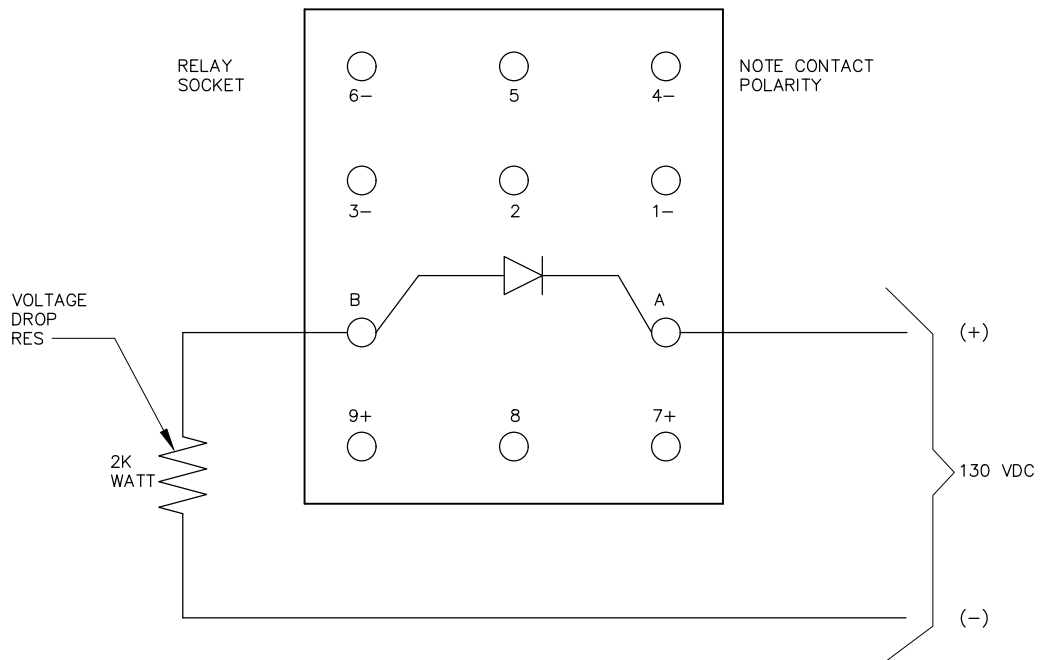 RELAY
SOCKET
NOTE CONTACT
POLARITY
6−
5
4−
3−
2
1−
B
A
VOLTAGE
DROP
RES
(+)
9+
8
7+
2K
WATT
130 VDC
(−)